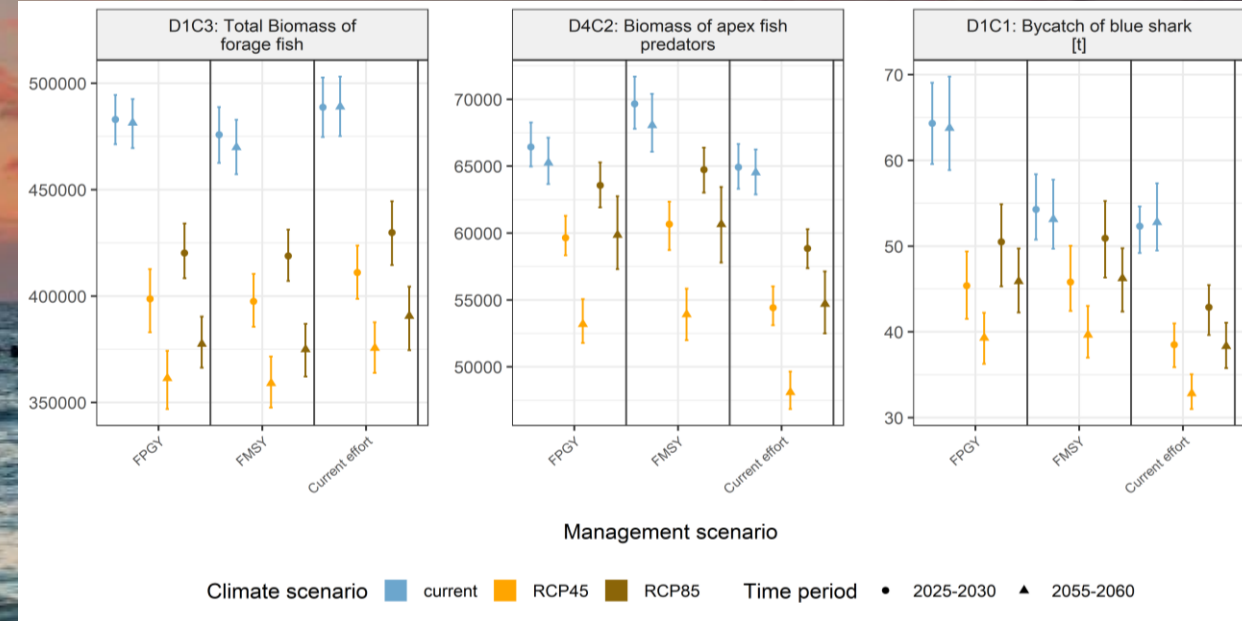 D1C3: Total Biomass of
forage fish
500000
450000
400000
350000
FPGY
FMSY
Current effort
D4C2: Biomass of apex fish
predators
70000
65000
60000
55000
50000
FPGY
FMSY
Current effort
D1C1: Bycatch of blue shark
[t]
70
60
50
40
30
FPGY
FMSY
Current effort
Management scenario
Climate scenario current RCP45 RCP85 Time period 2025-2030 2055-2060